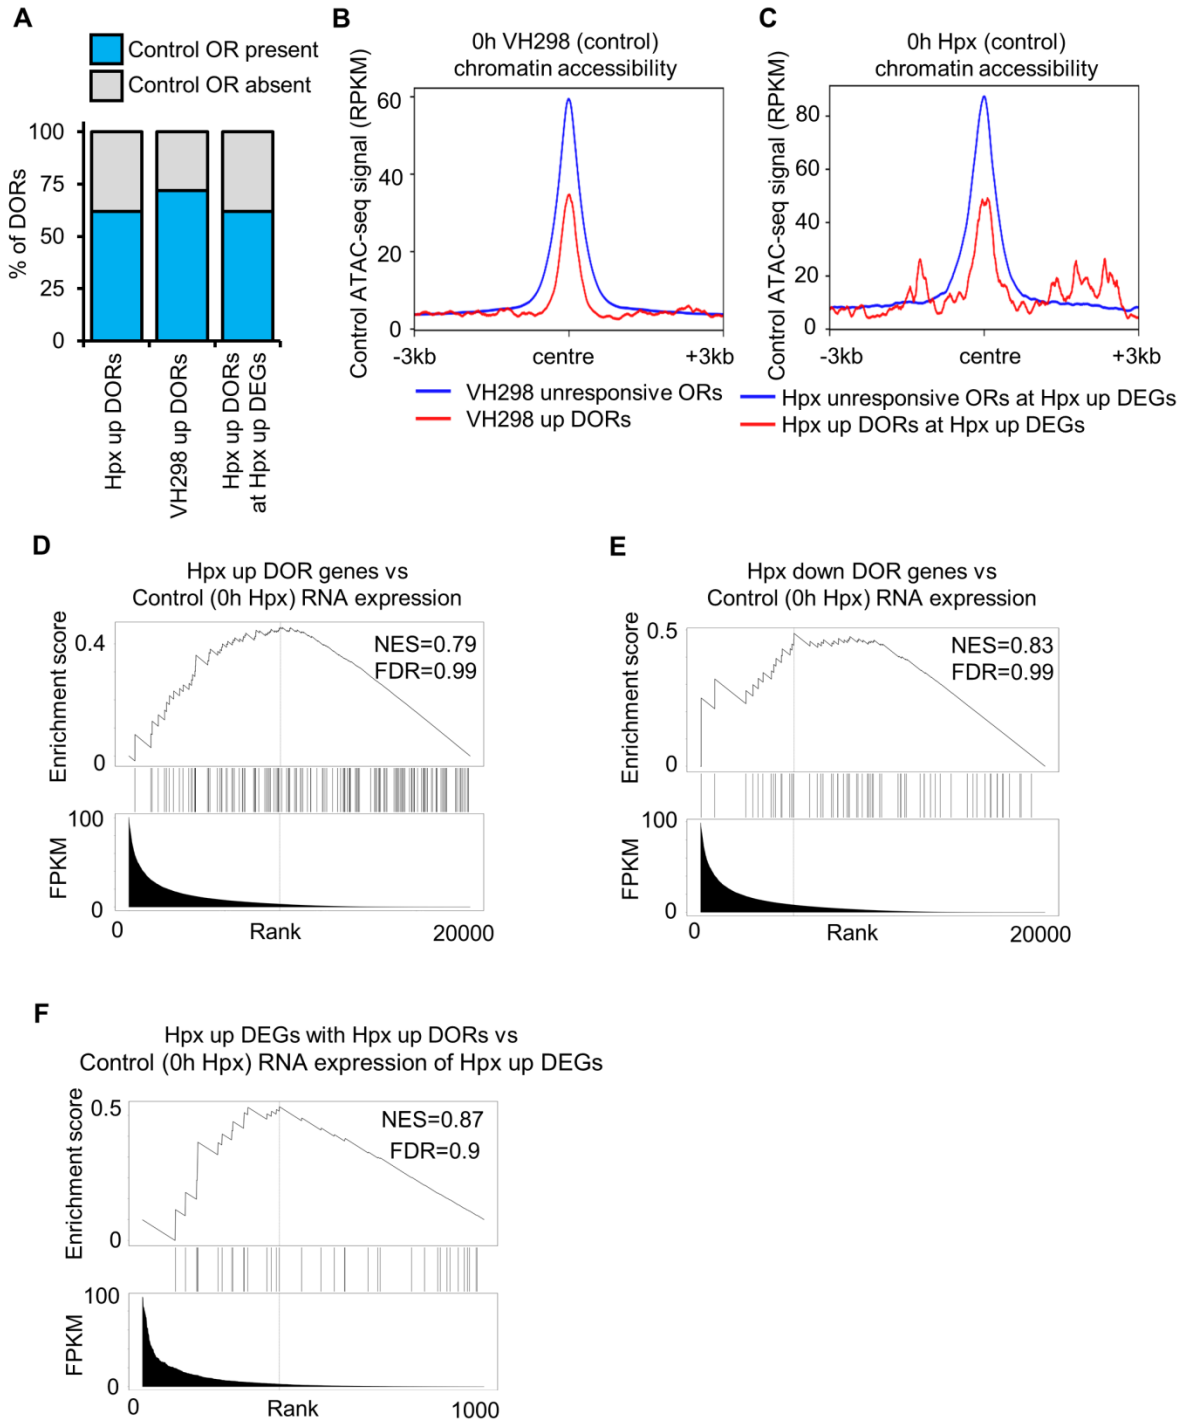 A
Control OR present
Control OR absent
% of DORs
100
75
50
25
0
Hpx up DORs
VH298 up DORs
Hpx up DORs
at Hpx up DEGs
B
0h VH298 (control)
chromatin accessibility
Control ATAC-seq signal (RPKM)
60
40
20
0
-3kb
centre
+3kb
VH298 unresponsive ORs
VH298 up DORs
C
0h Hpx (control)
chromatin accessibility
Control ATAC-seq signal (RPKM)
80
60
40
20
0
-3kb
centre
+3kb
Hpx unresponsive ORs at Hpx up DEGs
Hpx up DORs at Hpx up DEGs
D
Hpx up DOR genes vs
Control (0h Hpx) RNA expression
Enrichment score
0.4
0
NES=0.79
FDR=0.99
FPKM
100
0
0
Rank
20000
E
Hpx down DOR genes vs
Control (0h Hpx) RNA expression
Enrichment score
0.5
0
NES=0.83
FDR=0.99
FPKM
100
0
0
Rank
20000
F
Hpx up DEGs with Hpx up DORs vs
Control (0h Hpx) RNA expression of Hpx up DEGs
Enrichment score
0.5
0
NES=0.87
FDR=0.9
FPKM
100
0
0
Rank
1000